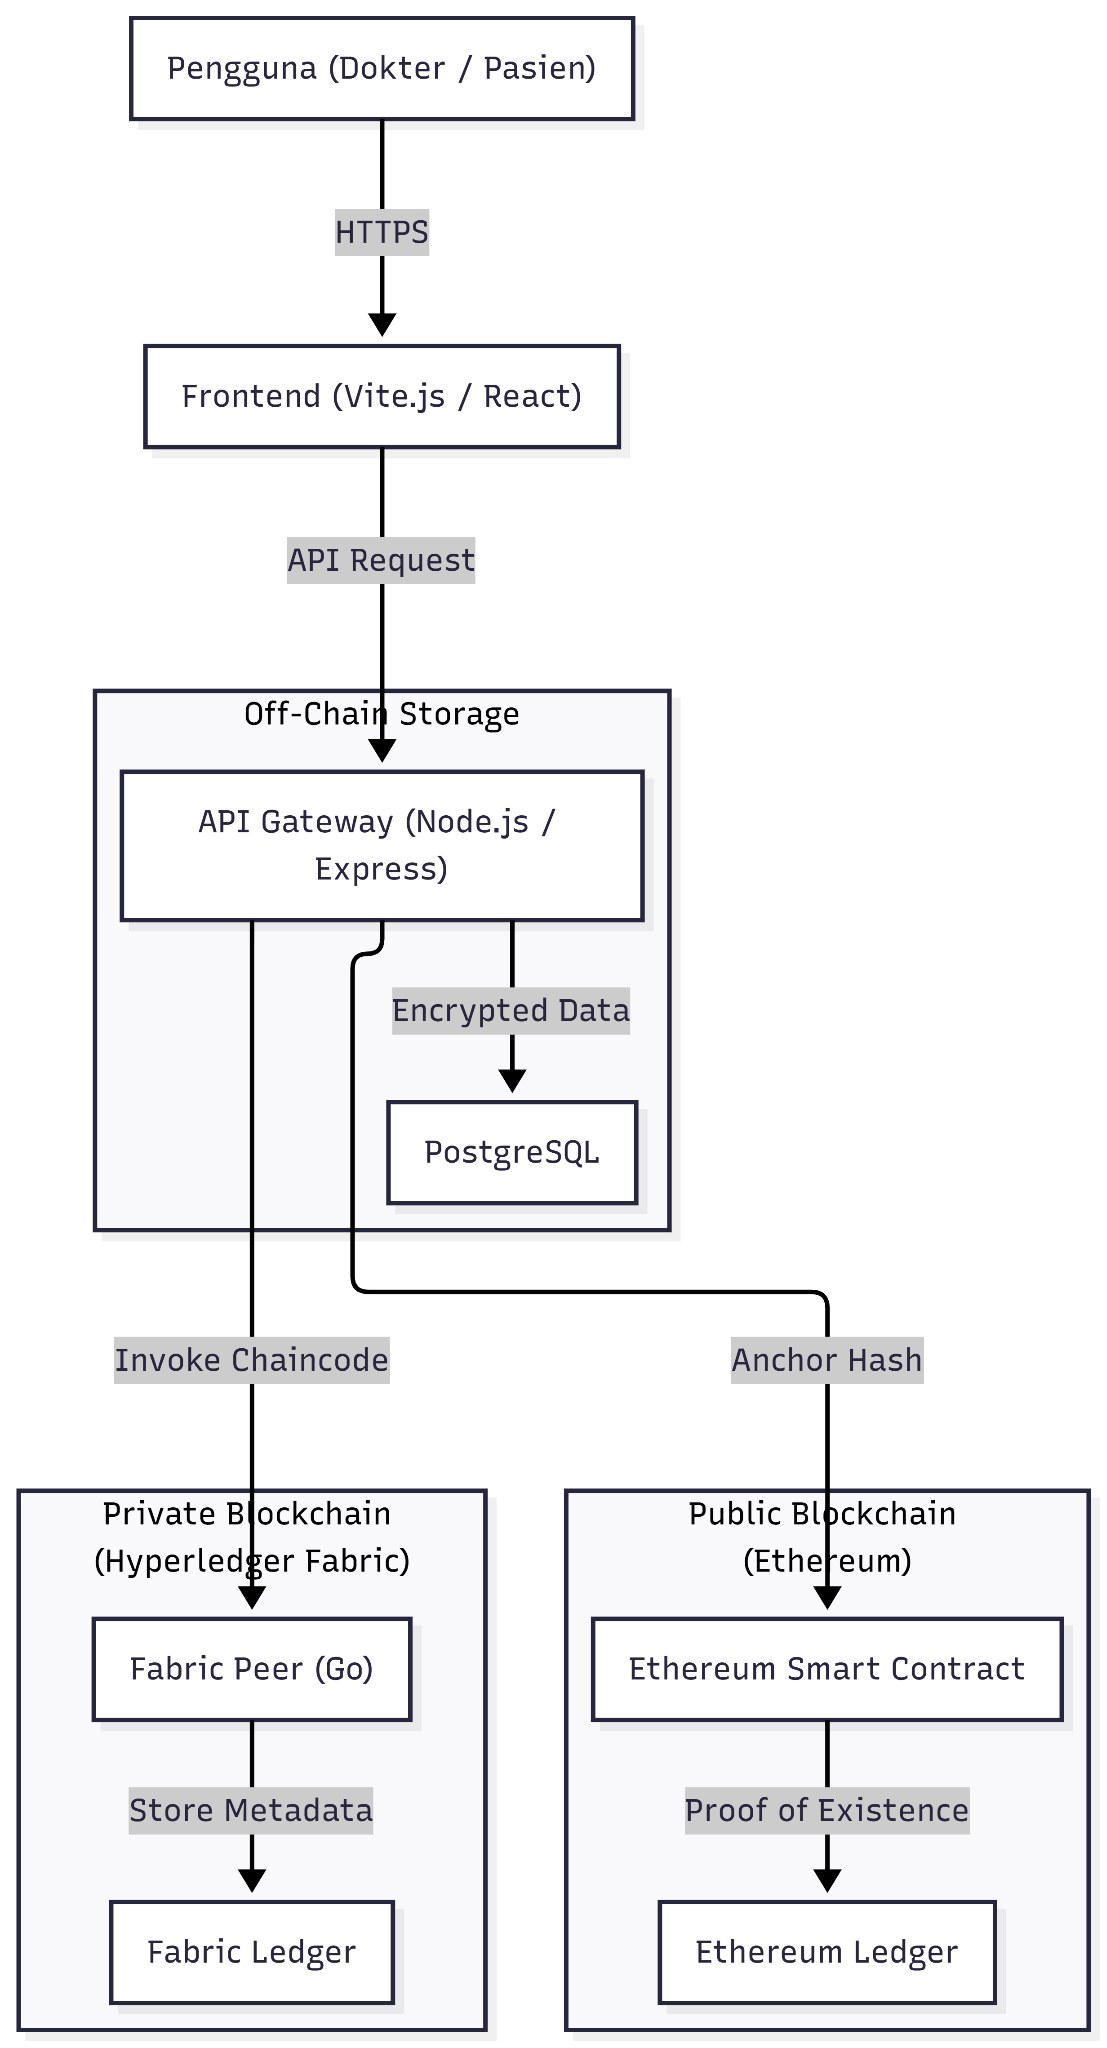 Pengguna (Dokter / Pasien)
HTTPS
Frontend (Vite.js / React)
API Request
Off-Chain Storage
API Gateway (Node.js /
Express)
Encrypted Data
PostgreSQL
Invoke Chaincode
Anchor Hash
Private Blockchain
(Hyperledger Fabric)
Public Blockchain
(Ethereum)
Fabric Peer (Go)
Ethereum Smart Contract
Store Metadata
Proof of Existence
Fabric Ledger
Ethereum Ledger